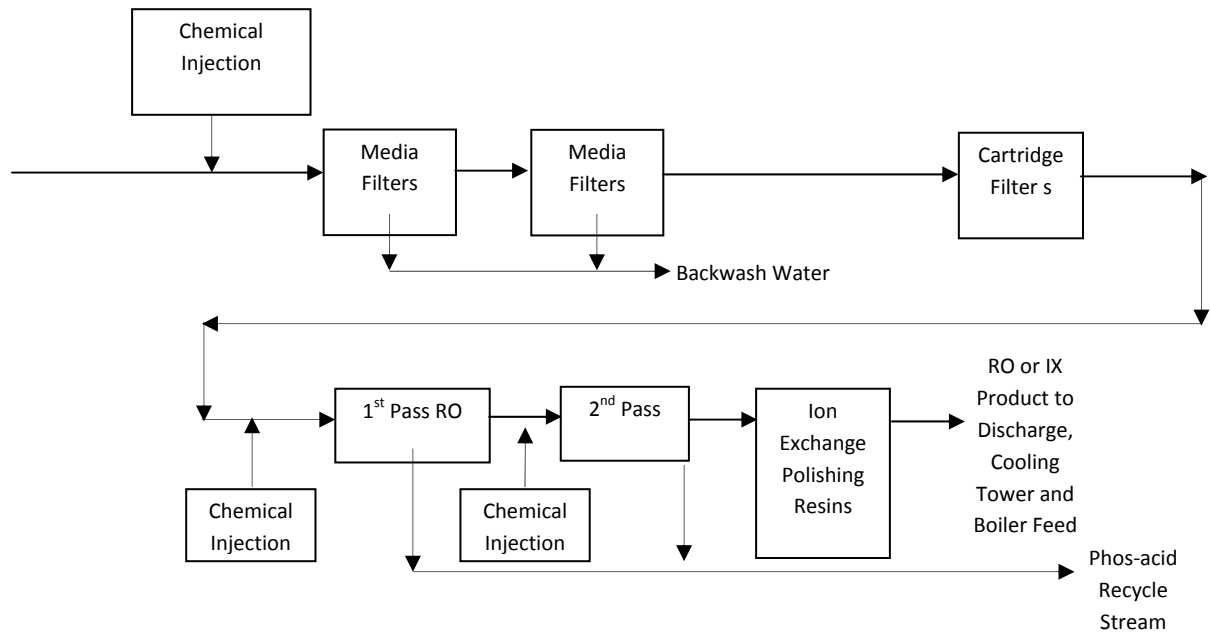 Chemical
Injection
Media
Filters
Media
Filters
Cartridge
Filter s
Backwash Water
1st Pass RO
2nd Pass
Ion
Exchange
Polishing
Resins
RO or IX
Product to
Discharge,
Cooling
Tower and
Boiler Feed
Chemical
Injection
Chemical
Injection
Phos-acid
Recycle
Stream